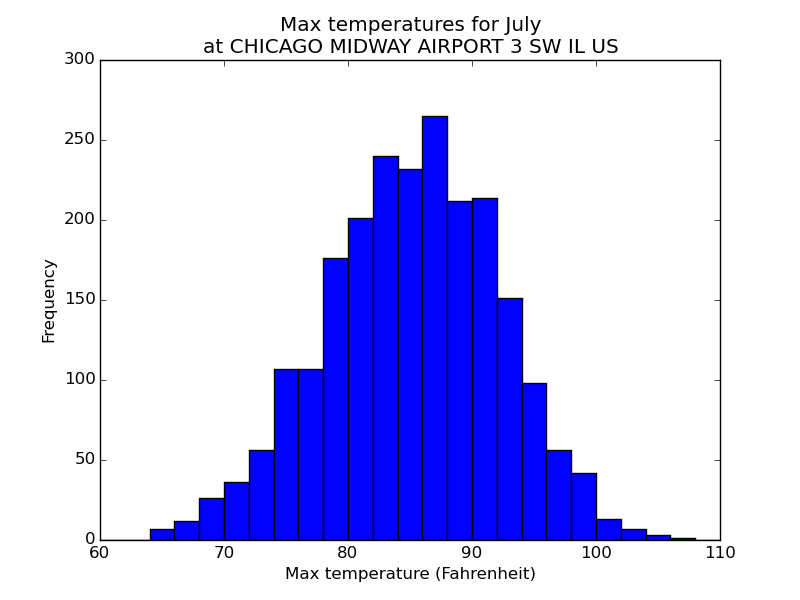 Max temperatures for July
at CHICAGO MIDWAY AIRPORT 3 SW IL US
300
250
200
150
100
50
0
Frequency
60 70 80 90 100 110
Max temperature (Fahrenheit)